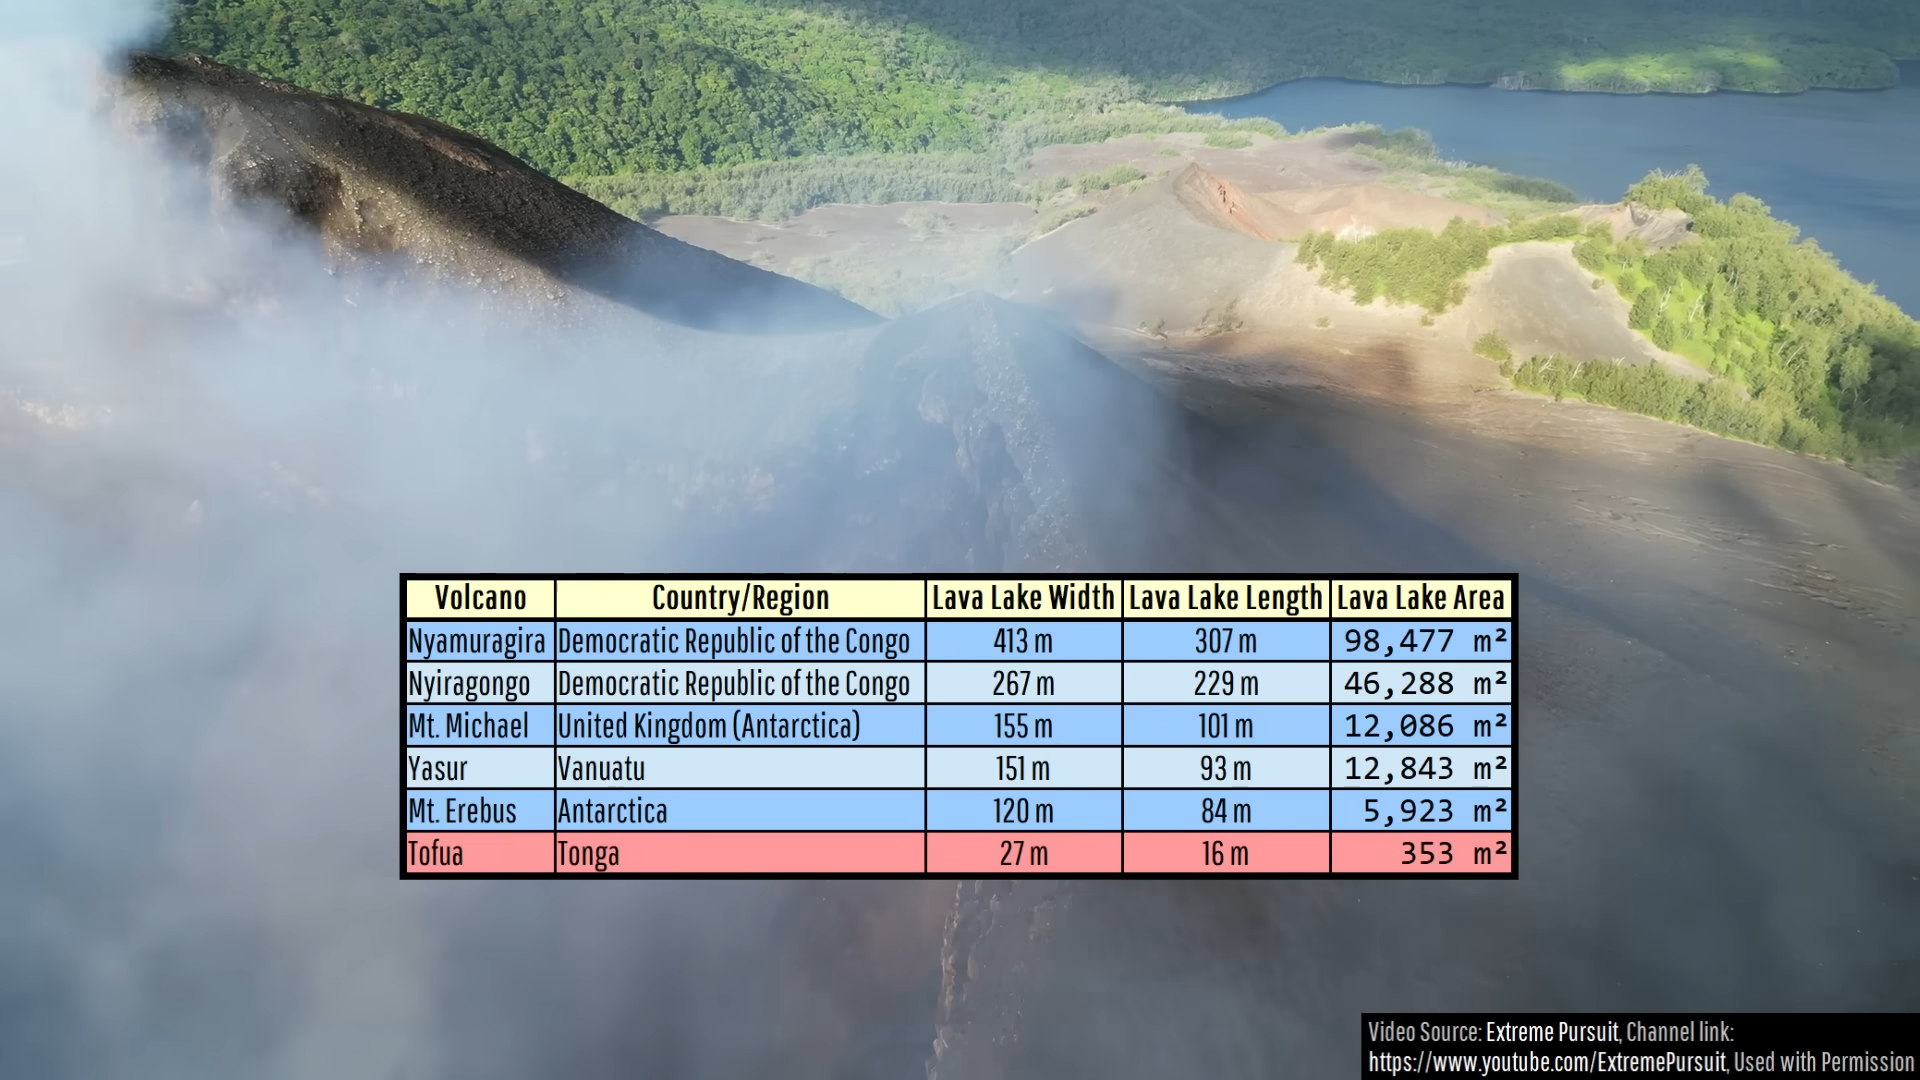 Volcano Country/Region Lava Lake Width Lava Lake Length Lava Lake Area
Nyamuragira Democratic Republic of the Congo 413 m 307 m 98,477 m²
Nyiragongo Democratic Republic of the Congo 267 m 229 m 46,288 m²
Mt. Michael United Kingdom (Antarctica) 155 m 101 m 12,086 m²
Yasur Vanuatu 151 m 93 m 12,843 m²
Mt. Erebus Antarctica 120 m 84 m 5,923 m²
Tofua Tonga 27 m 16 m 353 m²
Video Source: Extreme Pursuit, Channel link:
https://www.youtube.com/ExtremePursuit, Used with Permission